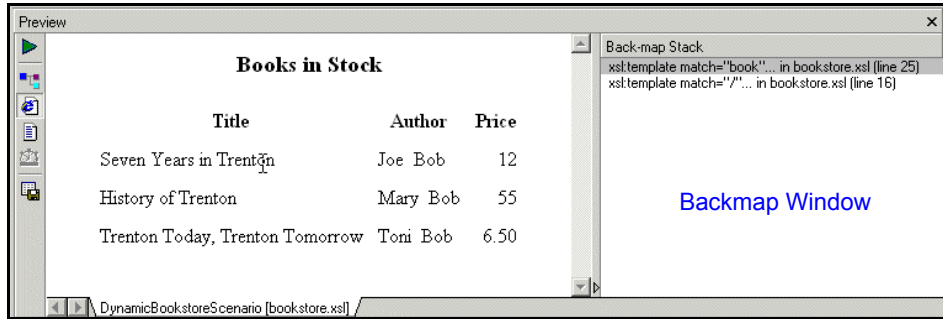 Preview
Books in Stock
Title Author Price
Seven Years in Trenton Joe Bob 12
History of Trenton Mary Bob 55
Trenton Today, Trenton Tomorrow Toni Bob 6.50
DynamicBookstoreScenario [bookstore.xsl]
Back-map Stack
xsl:template match="book"... in bookstore.xsl (line 25)
xsl:template match="/"... in bookstore.xsl (line 16)
Backmap Window